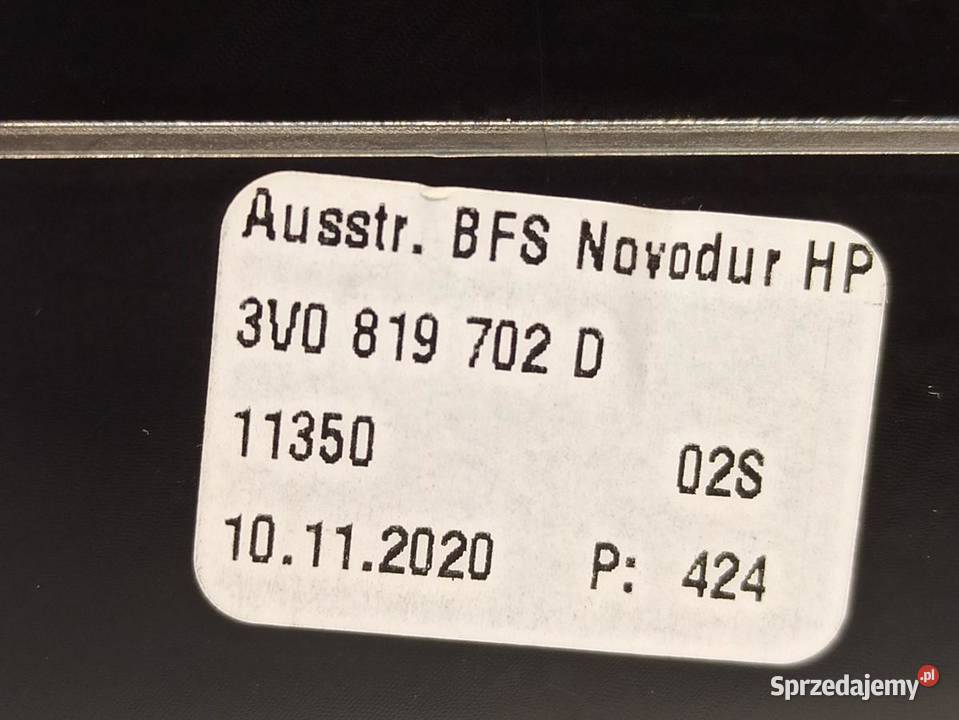 Ausstr. BFS Novodur HP
3V0 819 702 D
11350 02S
10.11.2020 P: 424
Sprzedajemy.pl